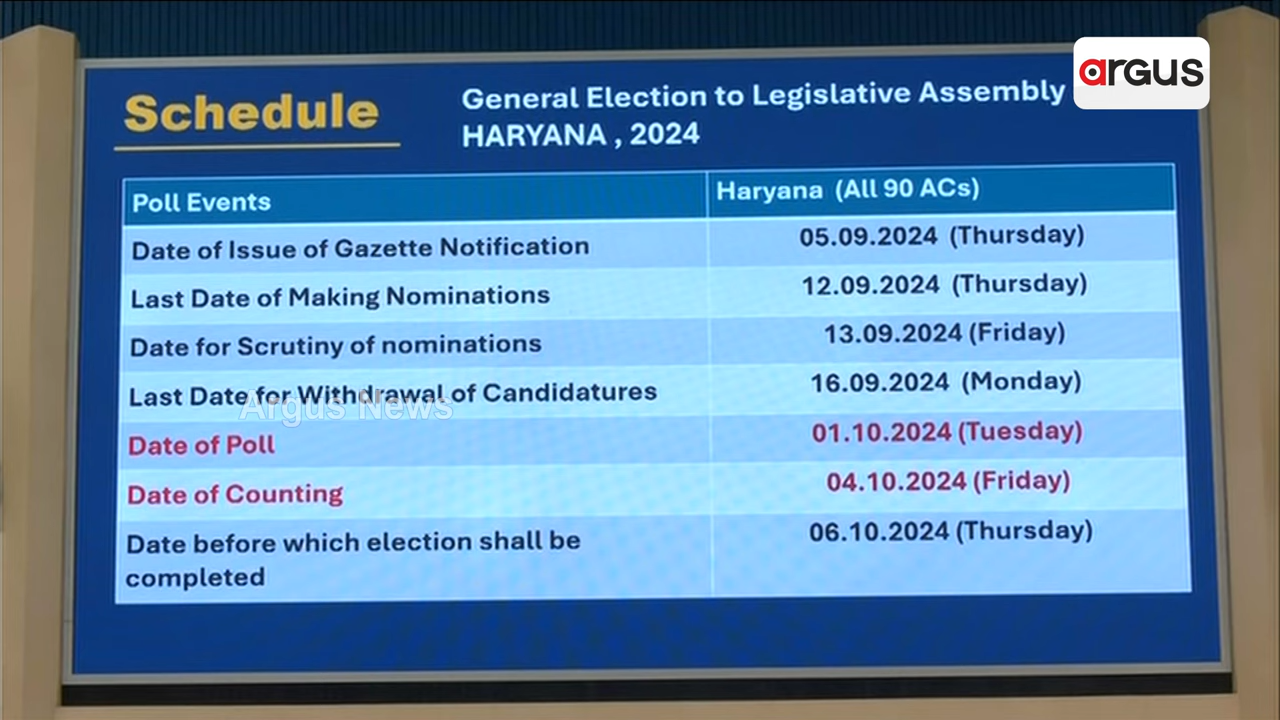 argus
Schedule
General Election to Legislative Assembly
HARYANA , 2024
Poll Events
Haryana (All 90 ACs)
Date of Issue of Gazette Notification
05.09.2024 (Thursday)
Last Date of Making Nominations
12.09.2024 (Thursday)
Date for Scrutiny of nominations
13.09.2024 (Friday)
Last Date for Withdrawal of Candidatures
16.09.2024 (Monday)
Argus News
Date of Poll
01.10.2024 (Tuesday)
Date of Counting
04.10.2024 (Friday)
Date before which election shall be
completed
06.10.2024 (Thursday)